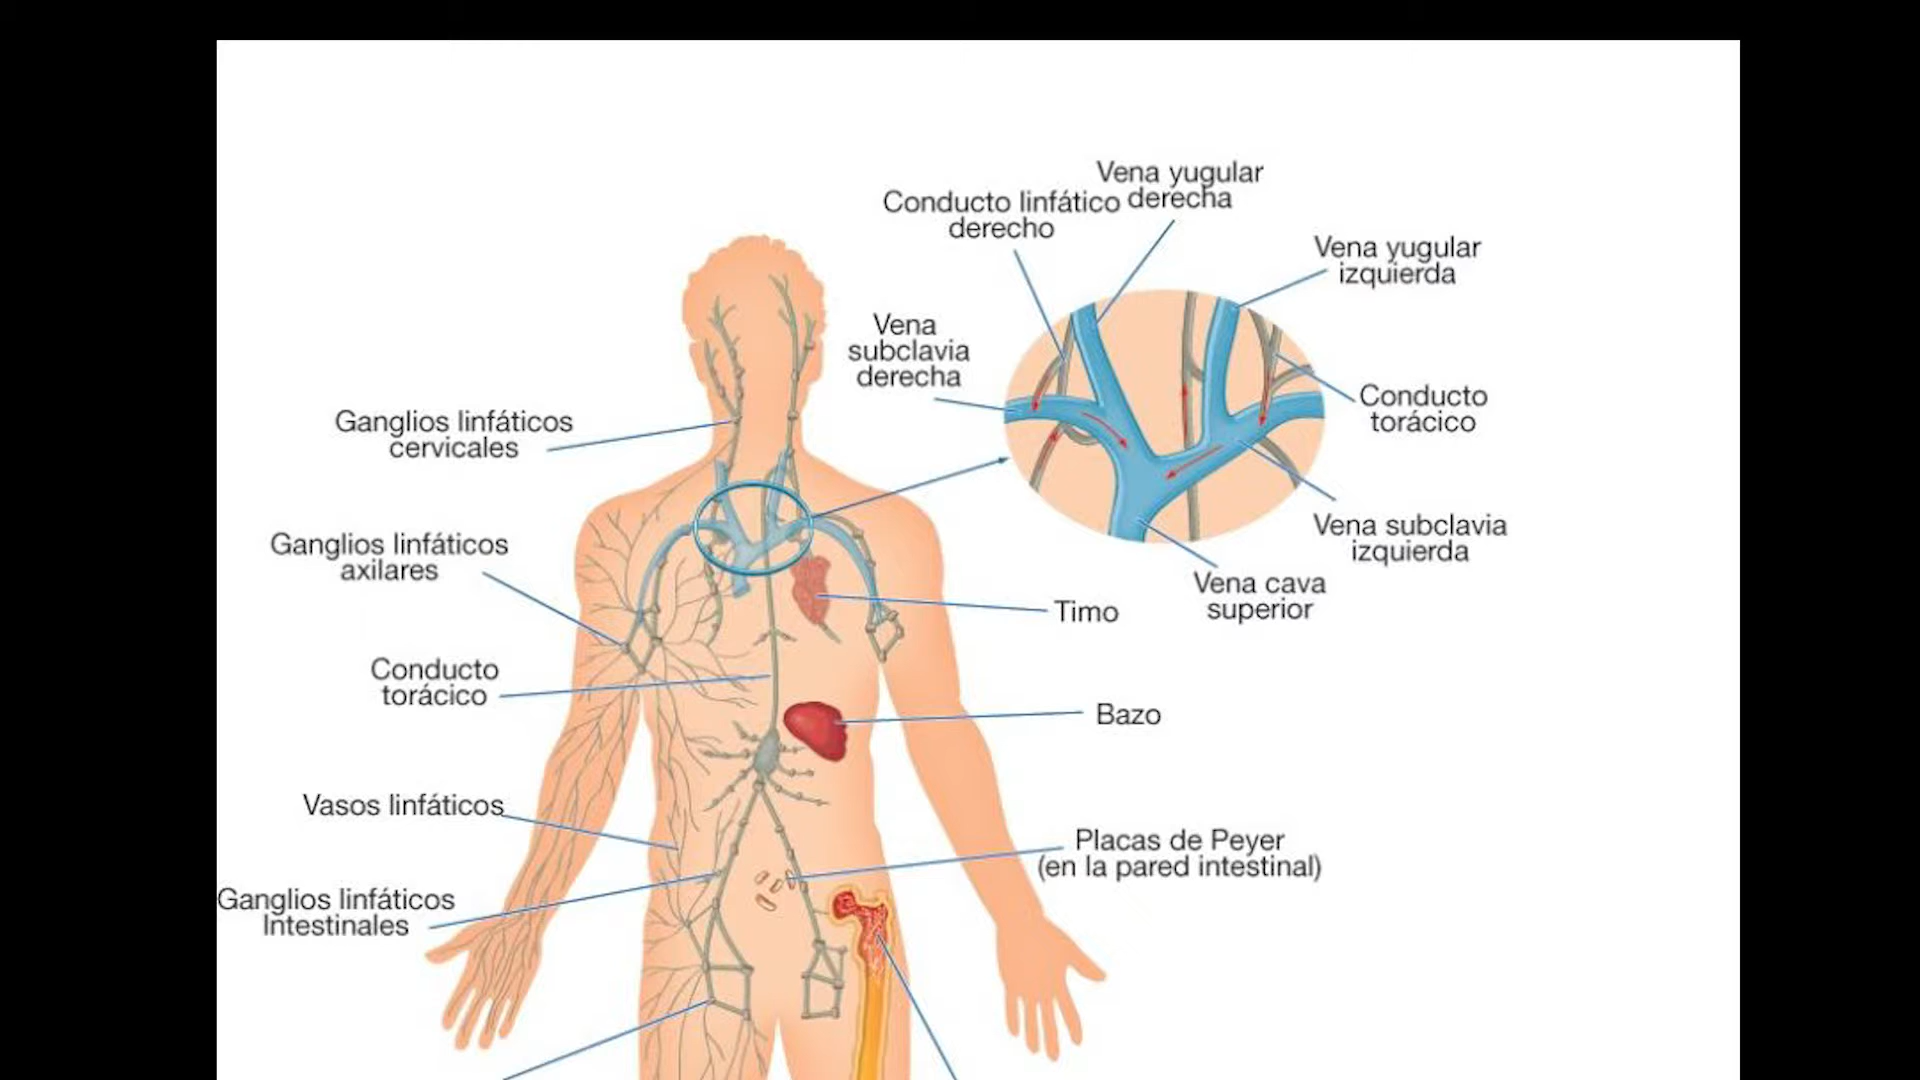 Vena yugular
derecha
Conducto linfático
derecho
Vena yugular
izquierda
Vena
subclavia
derecha
Conducto
torácico
Ganglios linfáticos
cervicales
Vena subclavia
izquierda
Ganglios linfáticos
axilares
Vena cava
superior
Timo
Conducto
torácico
Bazo
Vasos linfáticos
Placas de Peyer
(en la pared intestinal)
Ganglios linfáticos
Intestinales